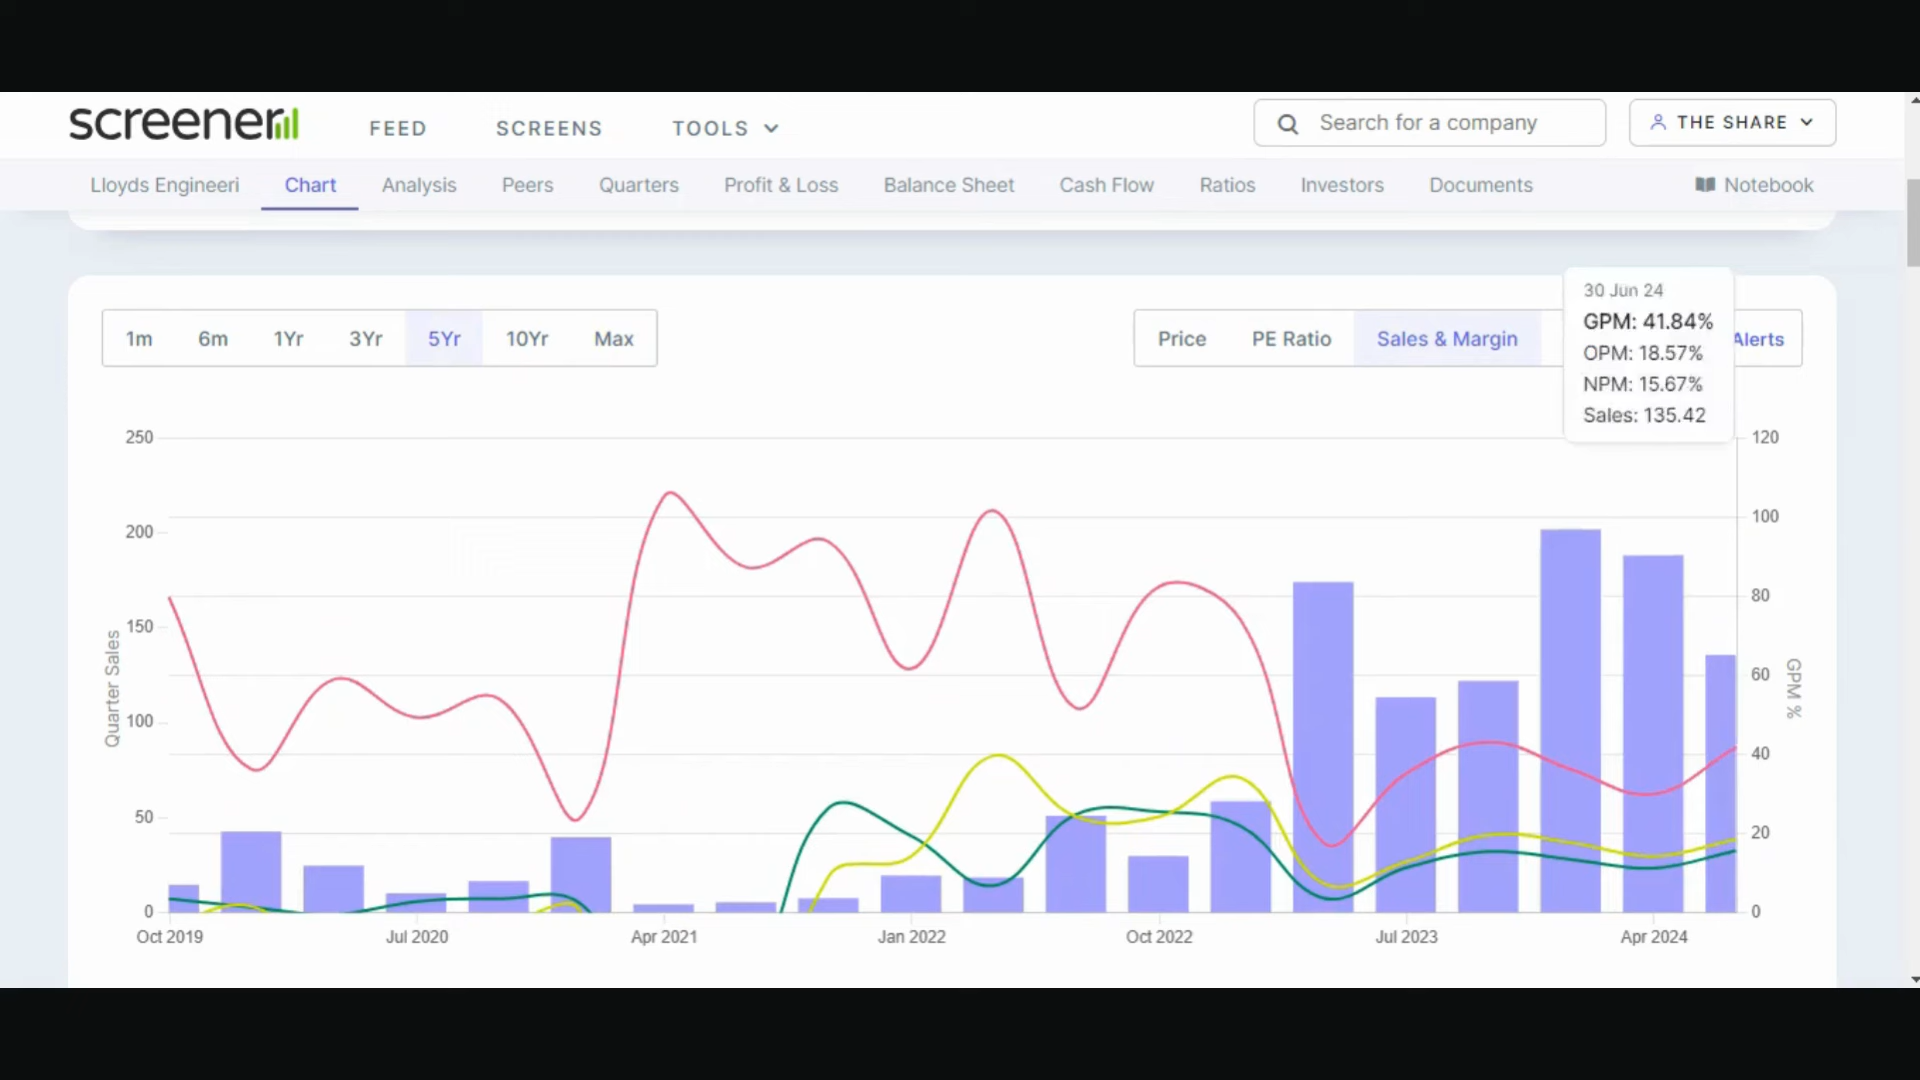 screener
FEED
SCREENS
TOOLS
Search for a company
THE SHARE
Lloyds Engineeri
Chart
Analysis
Peers
Quarters
Profit & Loss
Balance Sheet
Cash Flow
Ratios
Investors
Documents
Notebook
1m
6m
1Yr
3Yr
5Yr
10Yr
Max
Price
PE Ratio
Sales & Margin
Alerts
30 Jun 24
GPM: 41.84%
OPM: 18.57%
NPM: 15.67%
Sales: 135.42
250
200
150
100
50
0
Quarter Sales
120
100
80
60
40
20
0
GPM %
Oct 2019
Jul 2020
Apr 2021
Jan 2022
Oct 2022
Jul 2023
Apr 2024